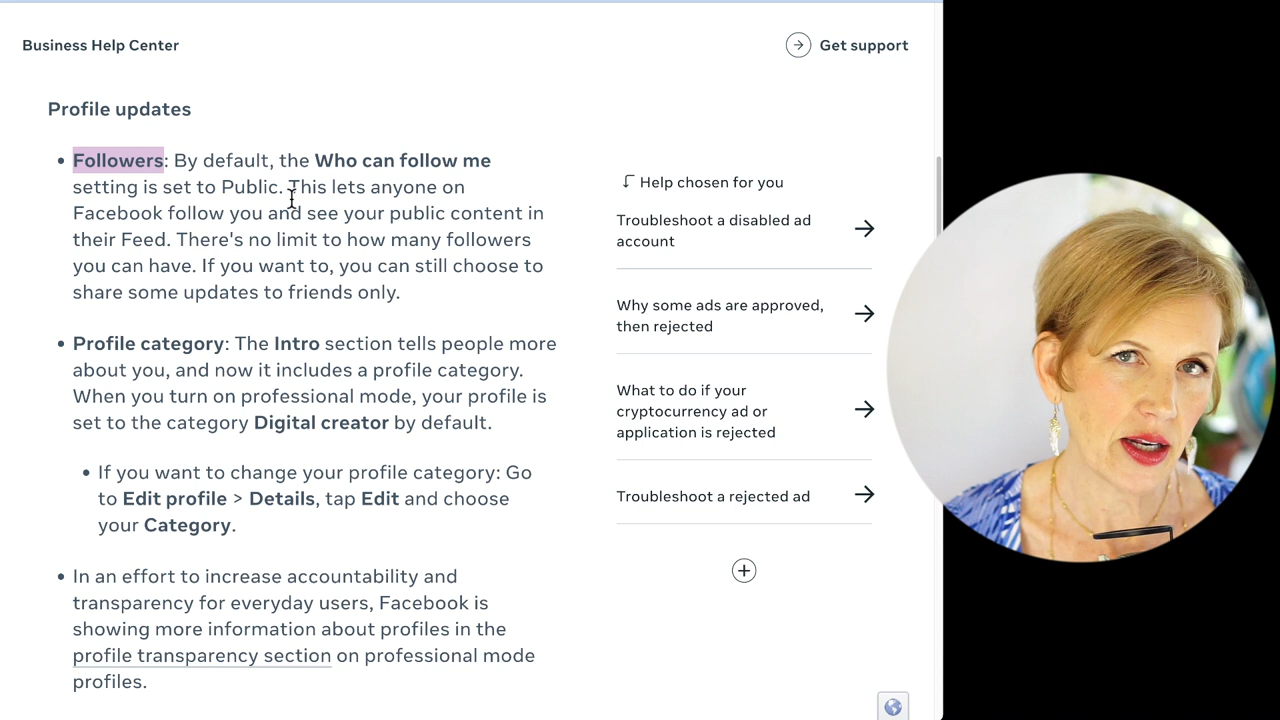 Business Help Center
Get support
Profile updates
• Followers: By default, the Who can follow me
setting is set to Public. This lets anyone on
Facebook follow you and see your public content in
their Feed. There's no limit to how many followers
you can have. If you want to, you can still choose to
share some updates to friends only.
• Profile category: The Intro section tells people more
about you, and now it includes a profile category.
When you turn on professional mode, your profile is
set to the category Digital creator by default.
• If you want to change your profile category: Go
to Edit profile > Details, tap Edit and choose
your Category.
• In an effort to increase accountability and
transparency for everyday users, Facebook is
showing more information about profiles in the
profile transparency section on professional mode
profiles.
Help chosen for you
Troubleshoot a disabled ad
account
Why some ads are approved,
then rejected
What to do if your
cryptocurrency ad or
application is rejected
Troubleshoot a rejected ad